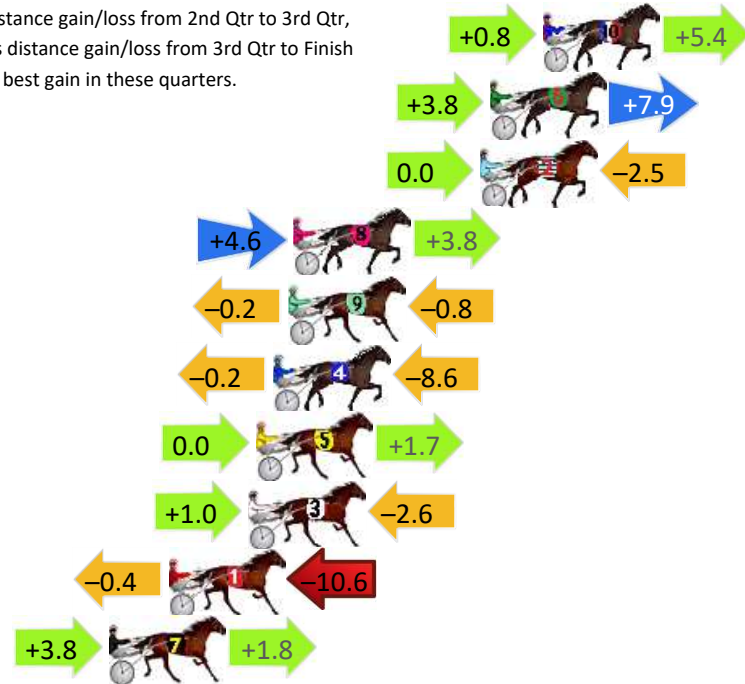 stance gain/loss from 2nd Qtr to 3rd Qtr,
s distance gain/loss from 3rd Qtr to Finish
best gain in these quarters.
+0.8 10 +5.4
+3.8 6 +7.9
0.0 2 –2.5
+4.6 8 +3.8
–0.2 9 –0.8
–0.2 4 –8.6
0.0 5 +1.7
+1.0 3 –2.6
–0.4 1 –10.6
+3.8 7 +1.8